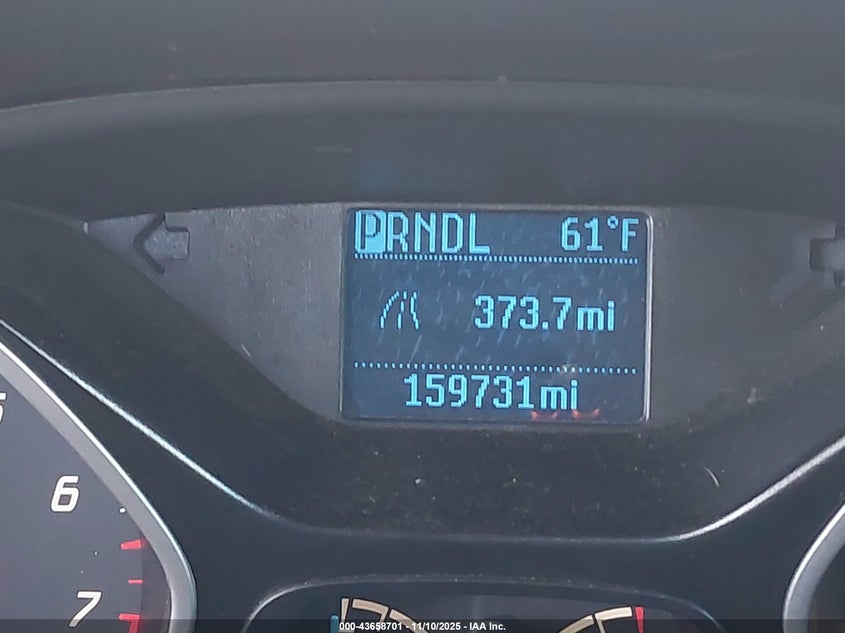 PRNDL 61°F
373.7mi
159731mi
6
7
000-43658701 - 11/10/2025 - IAA Inc.